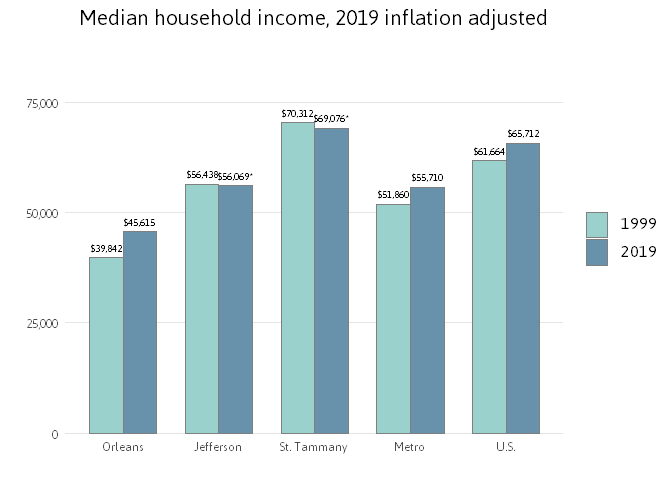 Median household income, 2019 inflation adjusted
75,000
50,000
25,000
0
$39,842
$45,615
$56,438
$56,069*
$70,312
$69,076*
$51,860
$55,710
$61,664
$65,712
Orleans
Jefferson
St. Tammany
Metro
U.S.
1999
2019